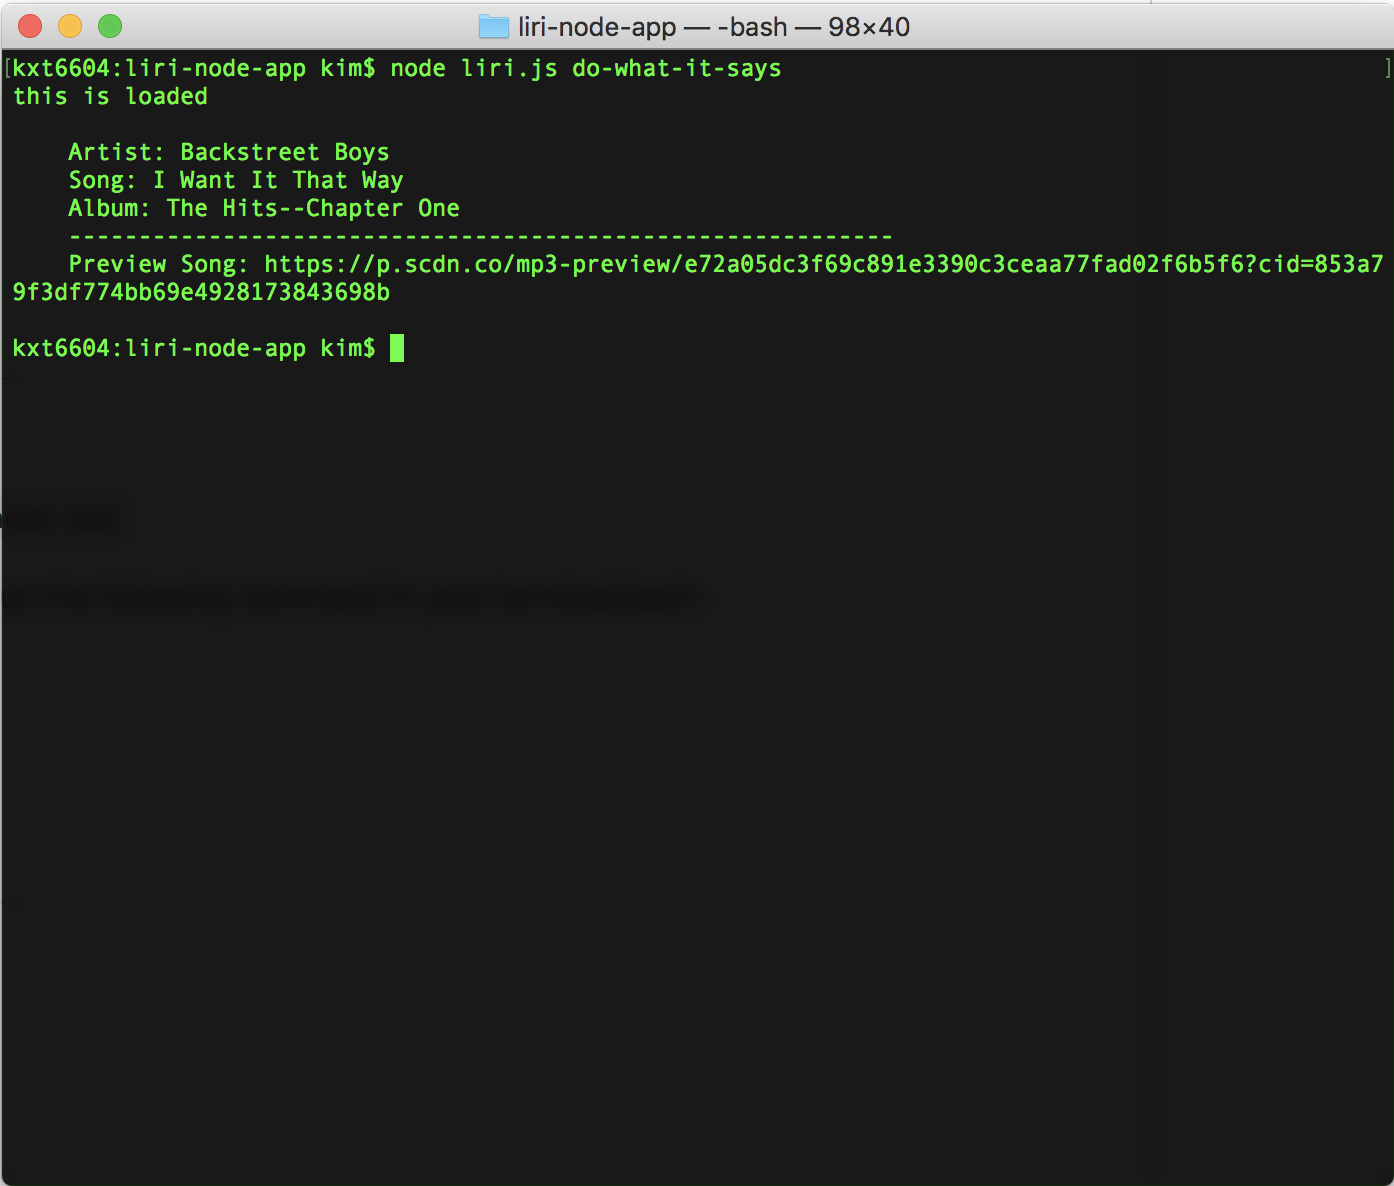 liri-node-app — -bash — 98×40
[kxt6604:liri-node-app kim$ node liri.js do-what-it-says ]
this is loaded
Artist: Backstreet Boys
Song: I Want It That Way
Album: The Hits--Chapter One
-----------------------------------------------------------
Preview Song: https://p.scdn.co/mp3-preview/e72a05dc3f69c891e3390c3ceaa77fad02f6b5f6?cid=853a7
9f3df774bb69e4928173843698b
kxt6604:liri-node-app kim$